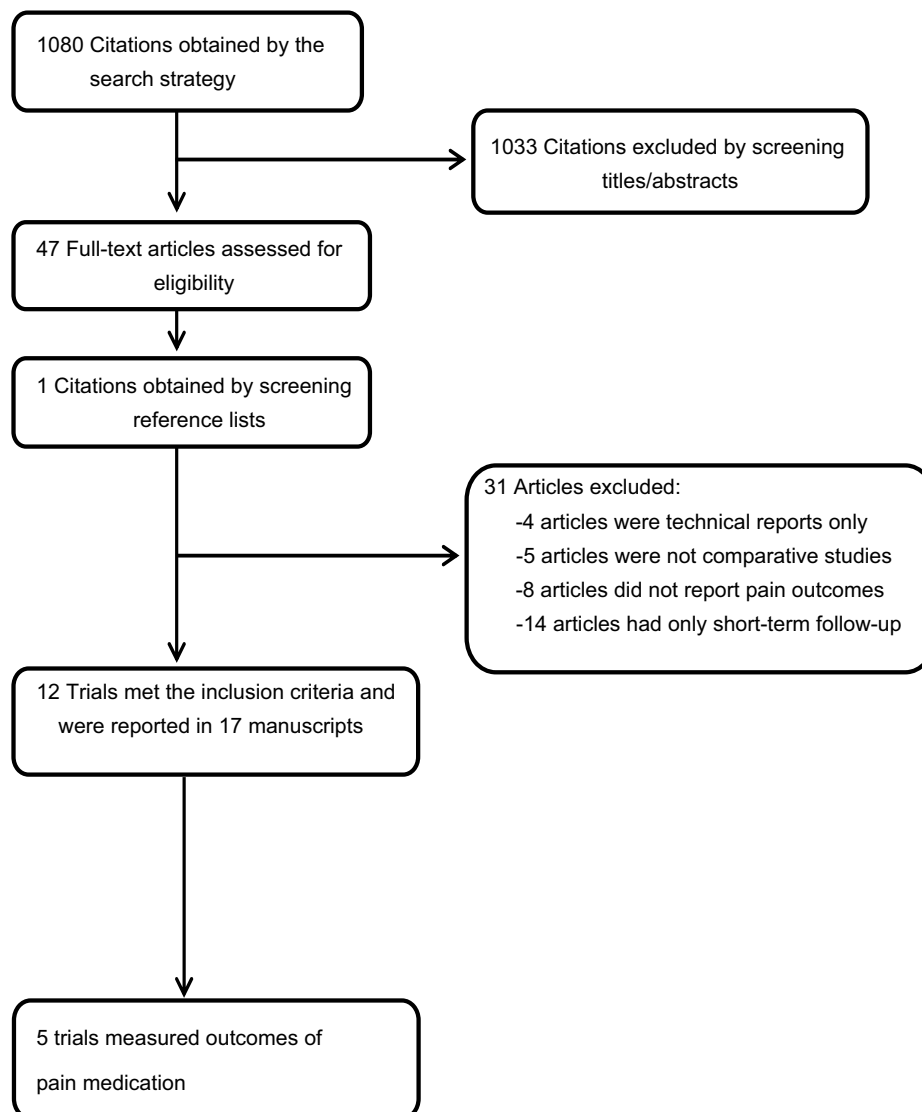 1080 Citations obtained by the
search strategy
1033 Citations excluded by screening
titles/abstracts
47 Full-text articles assessed for
eligibility
1 Citations obtained by screening
reference lists
31 Articles excluded:
-4 articles were technical reports only
-5 articles were not comparative studies
-8 articles did not report pain outcomes
-14 articles had only short-term follow-up
12 Trials met the inclusion criteria and
were reported in 17 manuscripts
5 trials measured outcomes of
pain medication